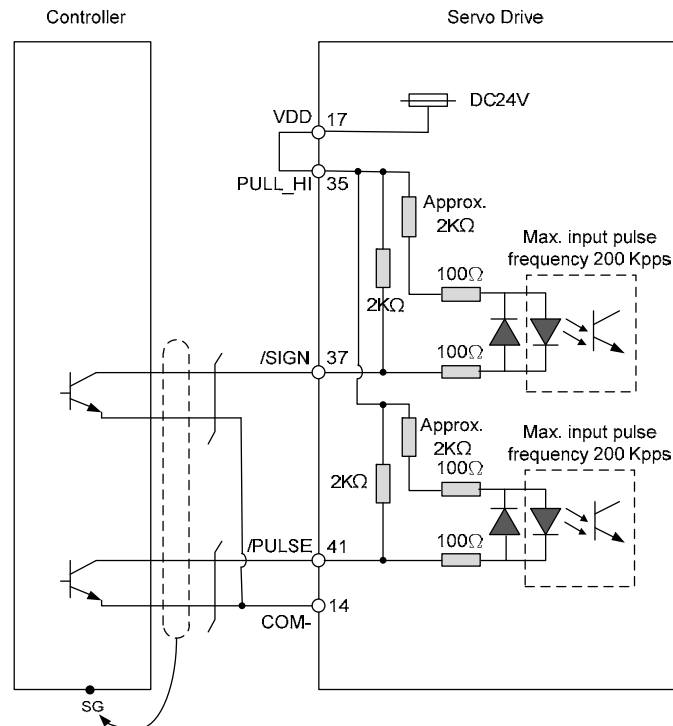 Controller
Servo Drive
DC24V
VDD
17
PULL_HI
35
Approx.
2KΩ
Max. input pulse
frequency 200 Kpps
100Ω
2KΩ
/SIGN
37
100Ω
Approx.
2KΩ
Max. input pulse
frequency 200 Kpps
100Ω
2KΩ
/PULSE
41
100Ω
14
COM-
SG